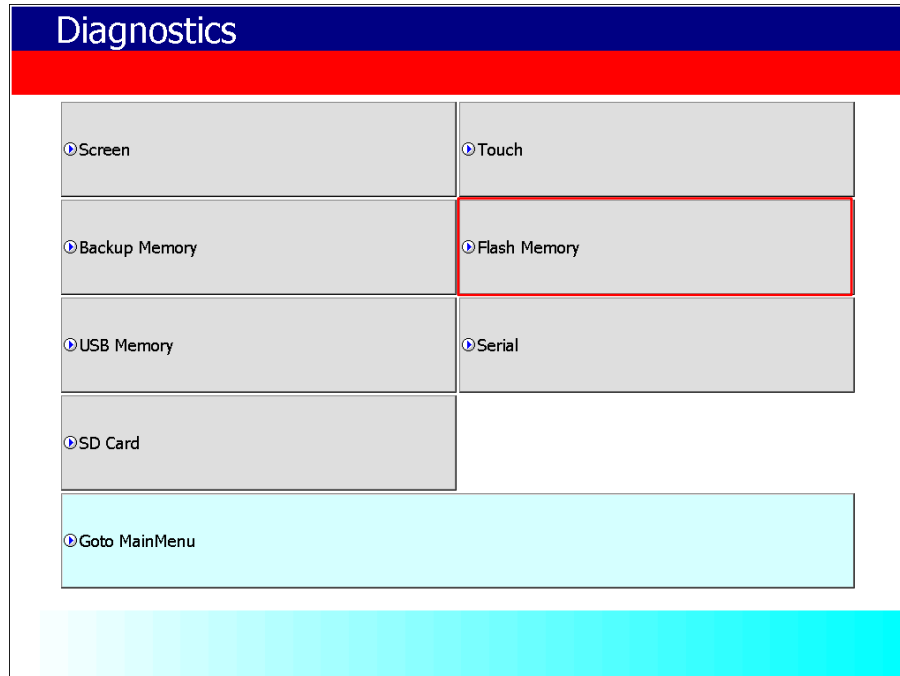 Diagnostics
Screen
Touch
Backup Memory
Flash Memory
USB Memory
Serial
SD Card
Goto MainMenu